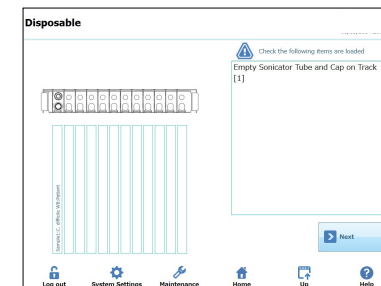 Disposable
Check the following items are loaded
Empty Sonicator Tube and Cap on Track
[1]
Next
Log out
System Settings
Maintenance
Home
Up
Help